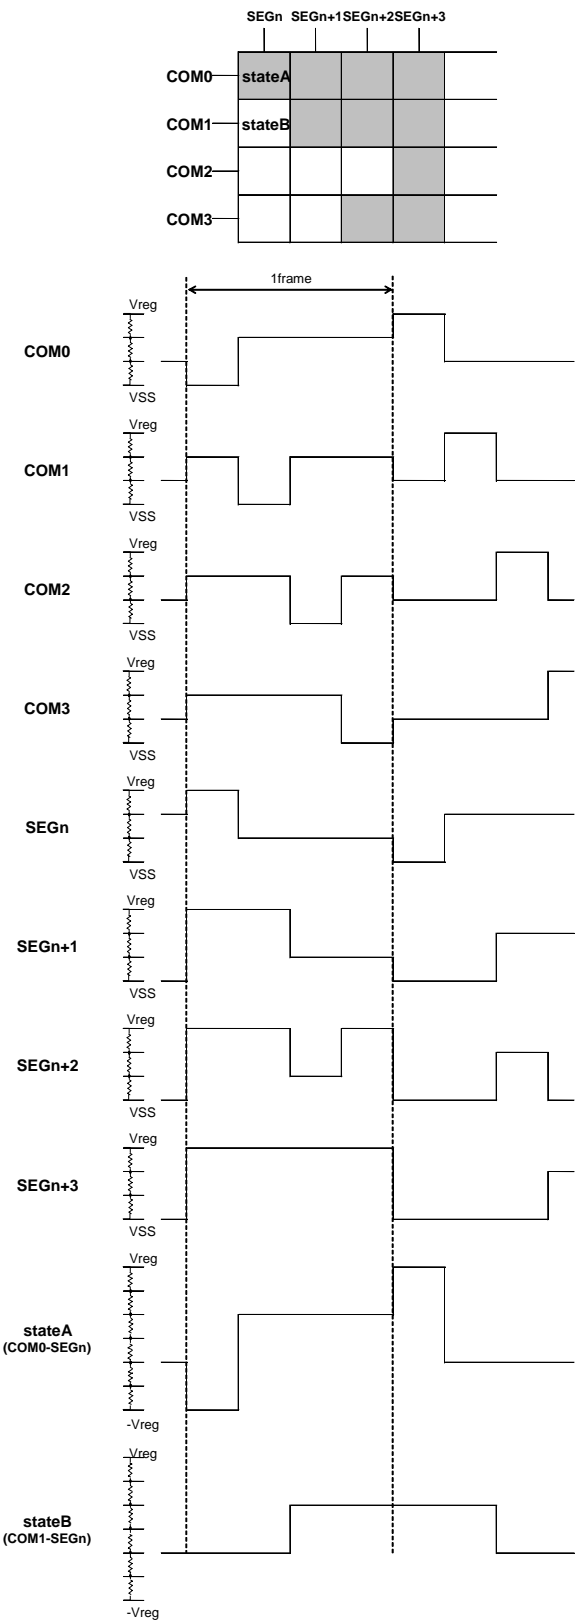 SEGn SEGn+1 SEGn+2 SEGn+3
COM0 stateA
COM1 stateB
COM2
COM3
1frame
Vreg
COM0
VSS
Vreg
COM1
VSS
Vreg
COM2
VSS
Vreg
COM3
VSS
Vreg
SEGn
VSS
Vreg
SEGn+1
VSS
Vreg
SEGn+2
VSS
Vreg
SEGn+3
VSS
Vreg
stateA
(COM0-SEGn)
-Vreg
Vreg
stateB
(COM1-SEGn)
-Vreg